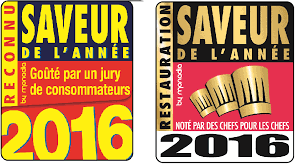 RECONNU
SAVEUR
DE L'ANNÉE
by monadia
Goûté par un jury
de consommateurs
2016
RESTAURATION
SAVEUR
DE L'ANNÉE
by monadia
NOTÉ PAR DES CHEFS POUR LES CHEFS
2016